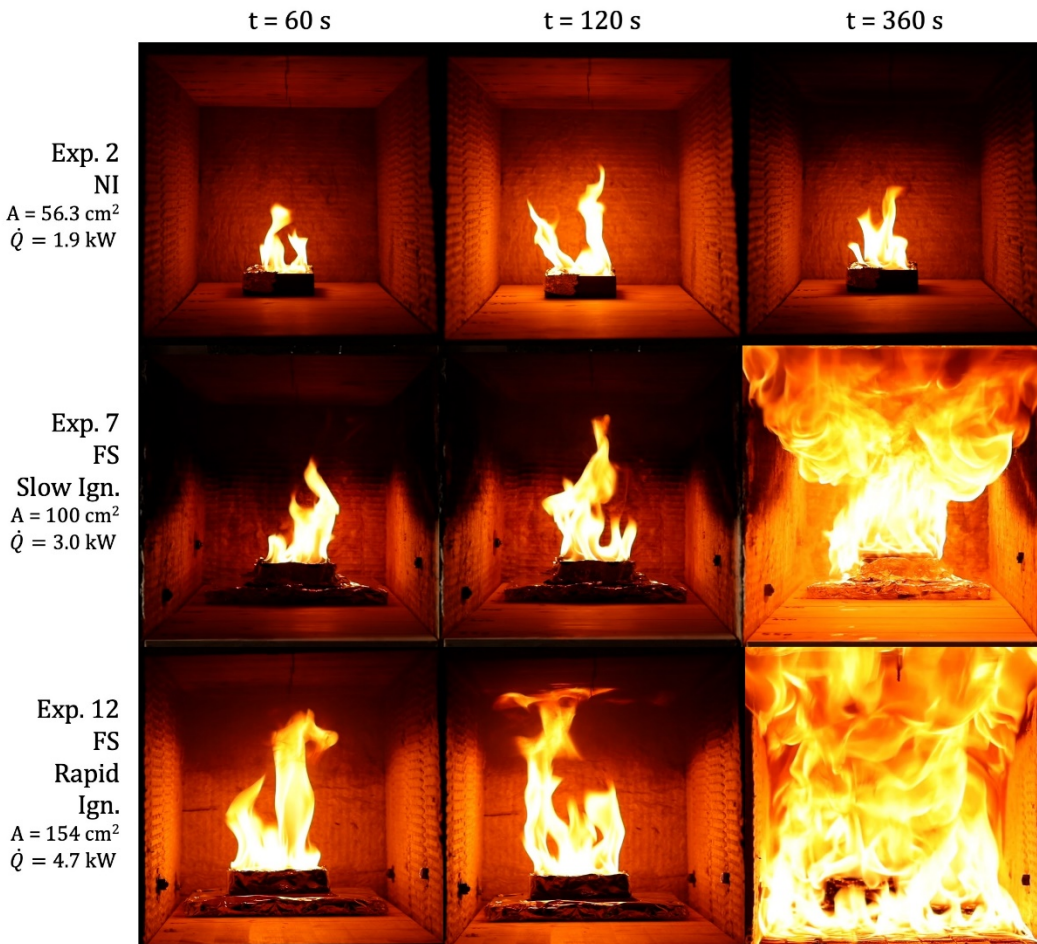 t = 60 s
t = 120 s
t = 360 s
Exp. 2
NI
A = 56.3 cm²
Q̇ = 1.9 kW
Exp. 7
FS
Slow Ign.
A = 100 cm²
Q̇ = 3.0 kW
Exp. 12
FS
Rapid
Ign.
A = 154 cm²
Q̇ = 4.7 kW